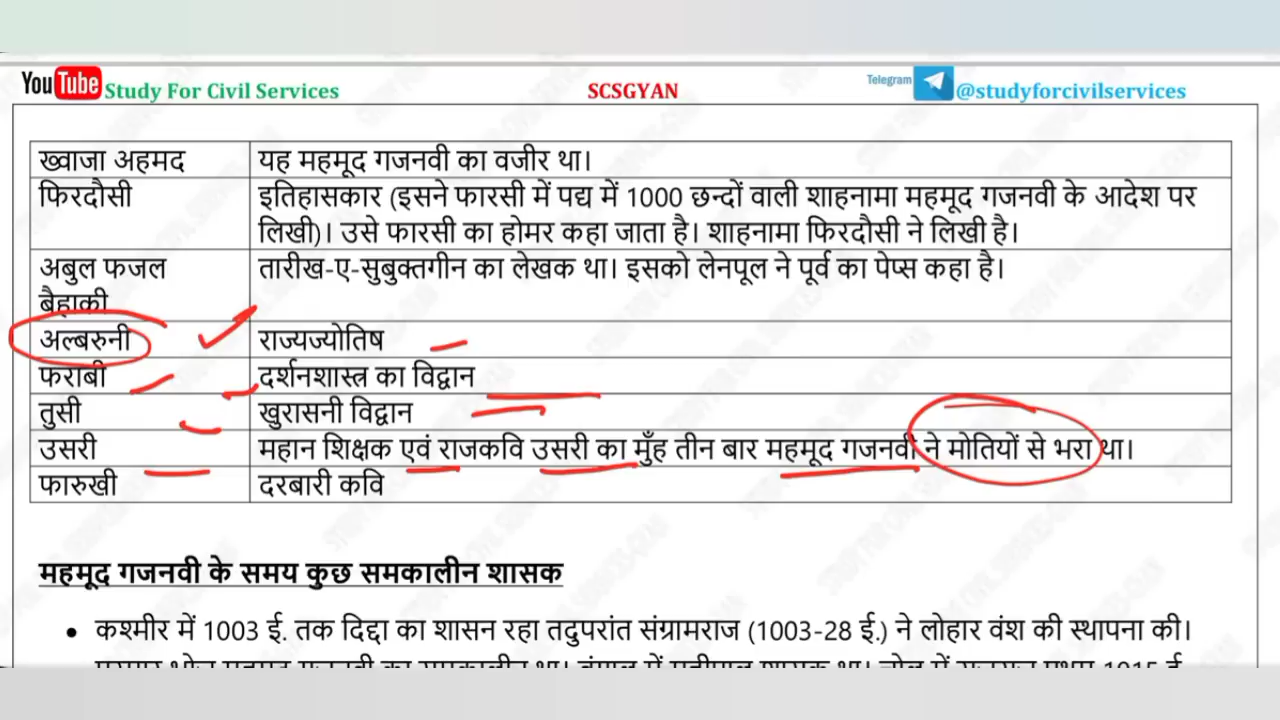 YouTube Study For Civil Services SCSGYAN Telegram @studyforcivilservices
ख्वाजा अहमद यह महमूद गजनवी का वजीर था।
फिरदौसी इतिहासकार (इसने फारसी में पद्य में 1000 छन्दों वाली शाहनामा महमूद गजनवी के आदेश पर
लिखी)। उसे फारसी का होमर कहा जाता है। शाहनामा फिरदौसी ने लिखी है।
अबुल फजल तारीख-ए-सुबुक्तगीन का लेखक था। इसको लेनपूल ने पूर्व का पेप्स कहा है।
बैहाकी
अल्बरुनी राज्यज्योतिष
फराबी दर्शनशास्त्र का विद्वान
तुसी खुरासनी विद्वान
उसरी महान शिक्षक एवं राजकवि उसरी का मुँह तीन बार महमूद गजनवी ने मोतियों से भरा था।
फारुखी दरबारी कवि
महमूद गजनवी के समय कुछ समकालीन शासक
• कश्मीर में 1003 ई. तक दिद्दा का शासन रहा तदुपरांत संग्रामराज (1003-28 ई.) ने लोहार वंश की स्थापना की।